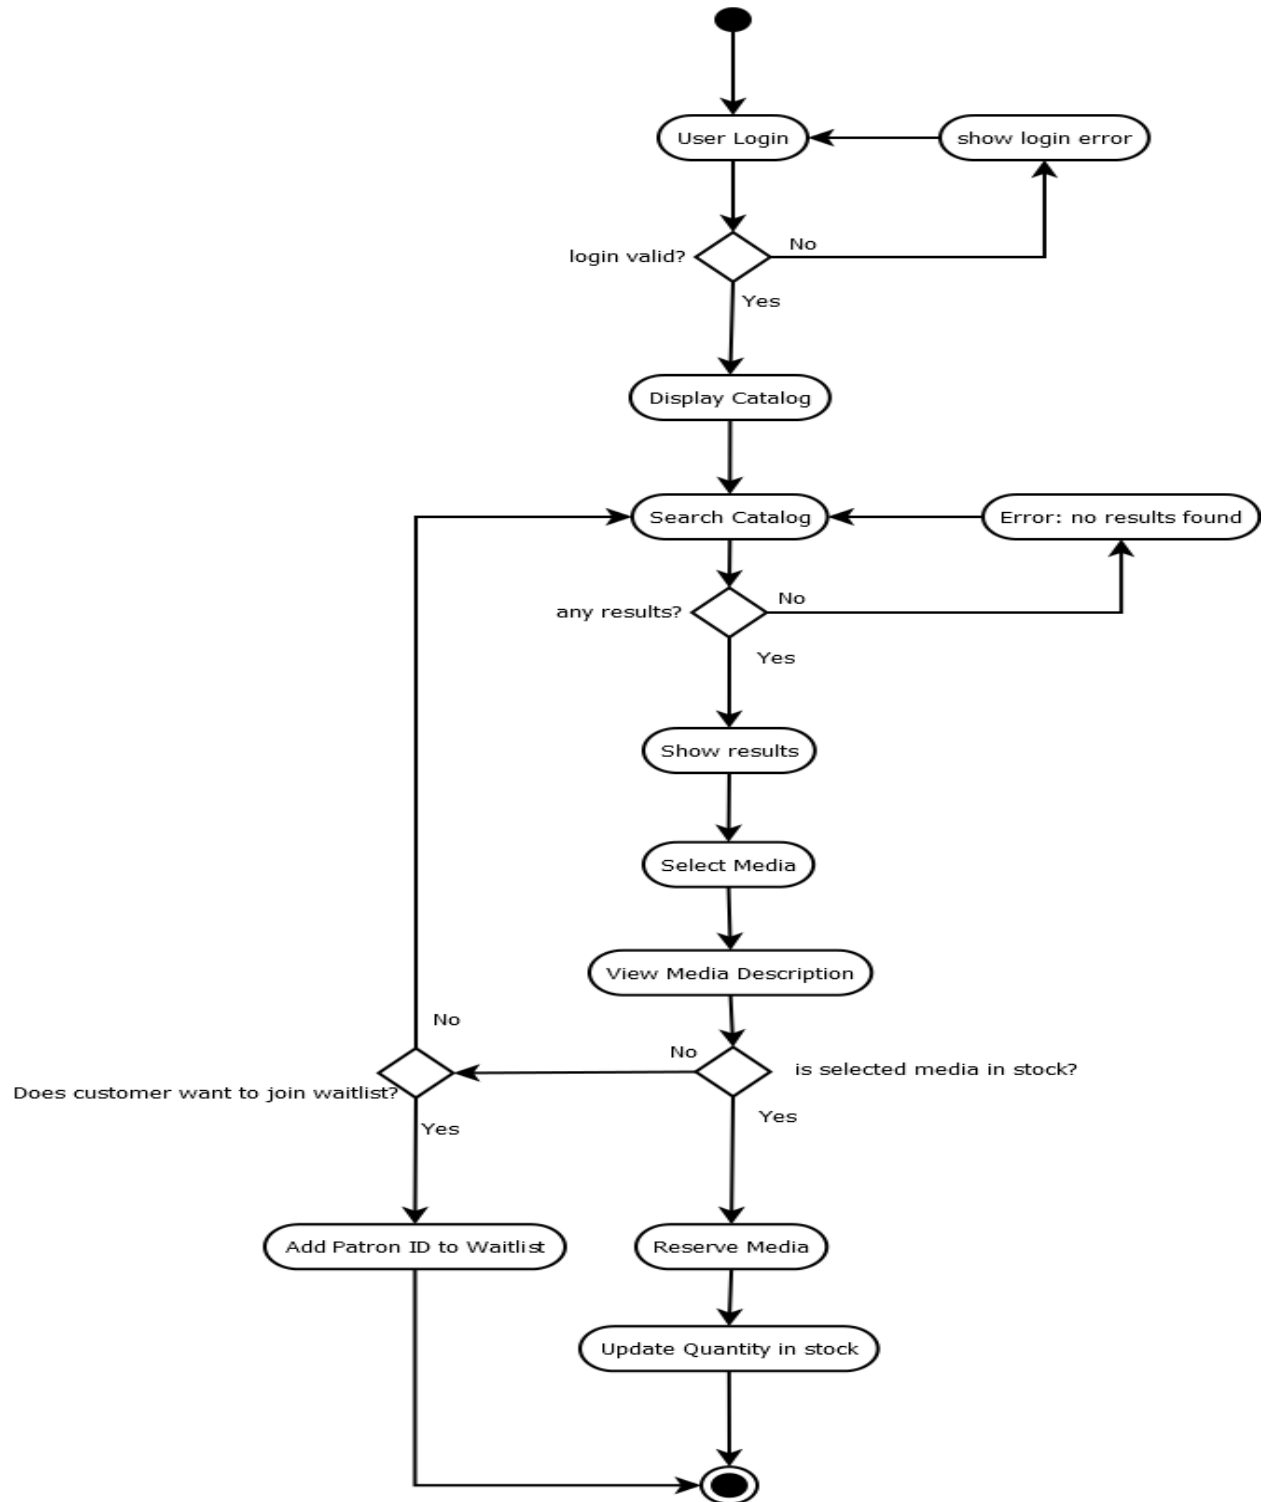 User Login
show login error
login valid?
No
Yes
Display Catalog
Search Catalog
Error: no results found
any results?
No
Yes
Show results
Select Media
View Media Description
No
No
is selected media in stock?
Does customer want to join waitlist?
Yes
Yes
Add Patron ID to Waitlist
Reserve Media
Update Quantity in stock